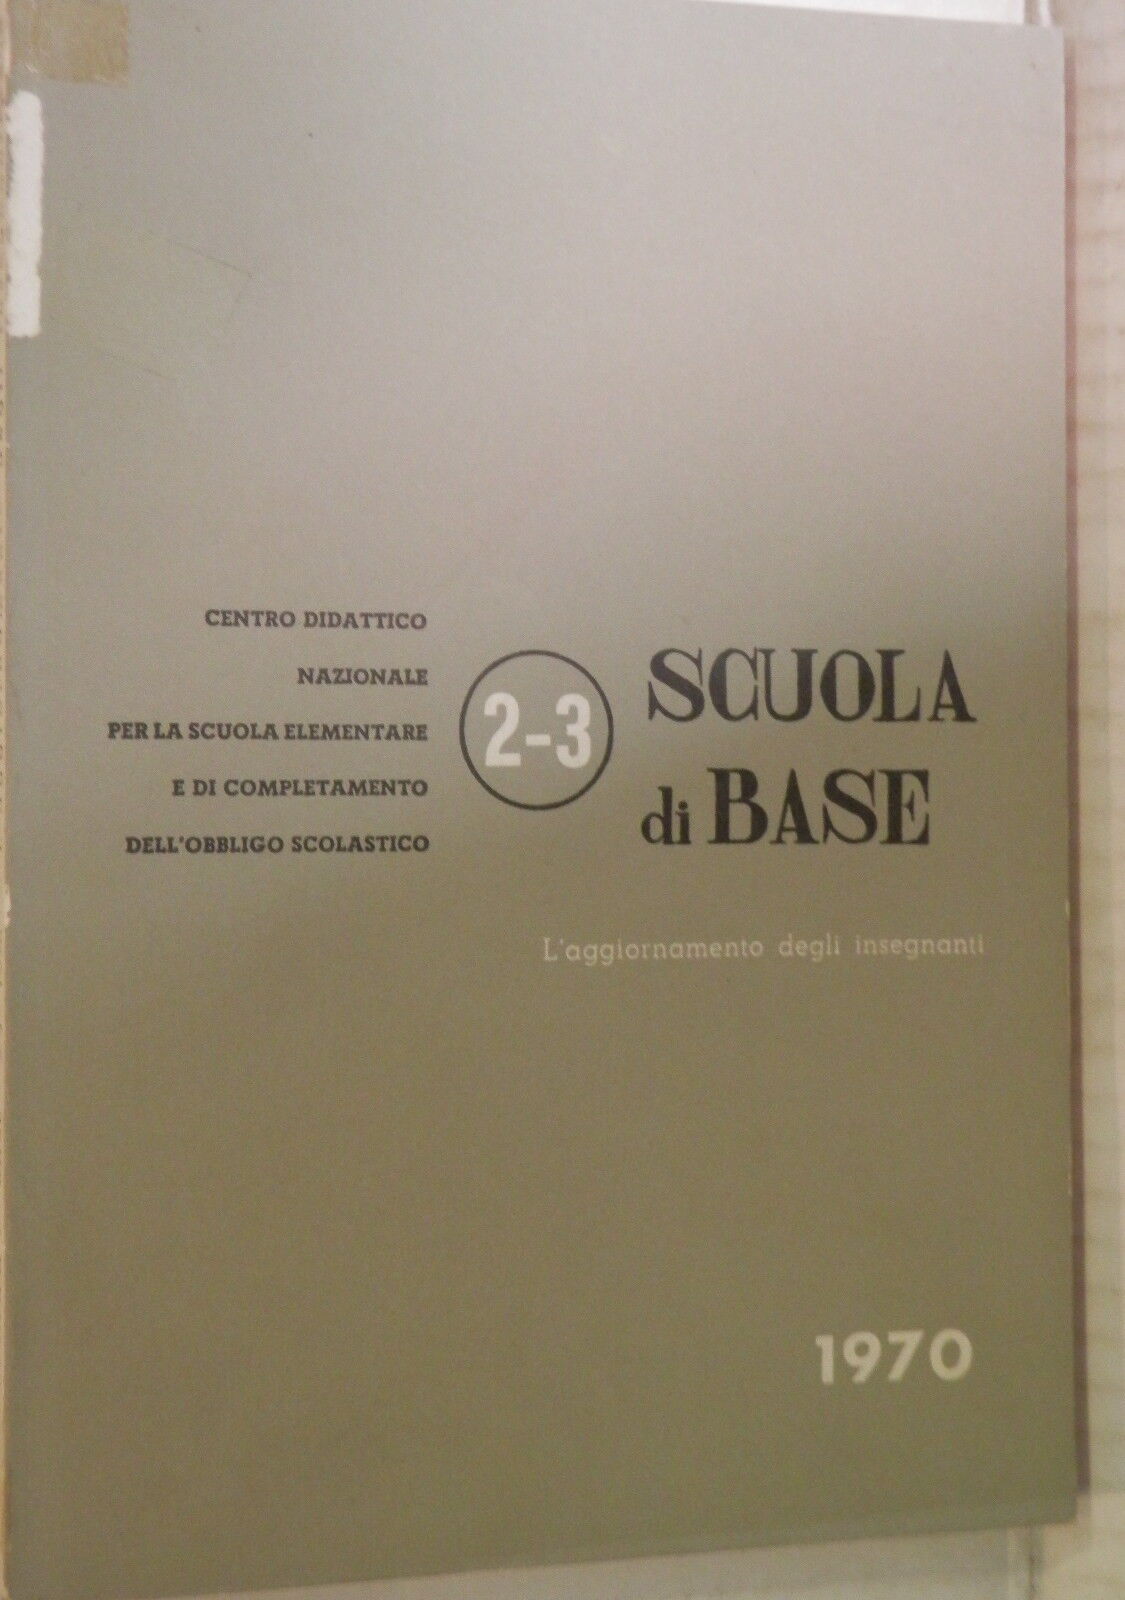 CENTRO DIDATTICO
NAZIONALE
PER LA SCUOLA ELEMENTARE
E DI COMPLETAMENTO
DELL'OBBLIGO SCOLASTICO
2-3
SCUOLA
di BASE
L'aggiornamento degli insegnanti
1970